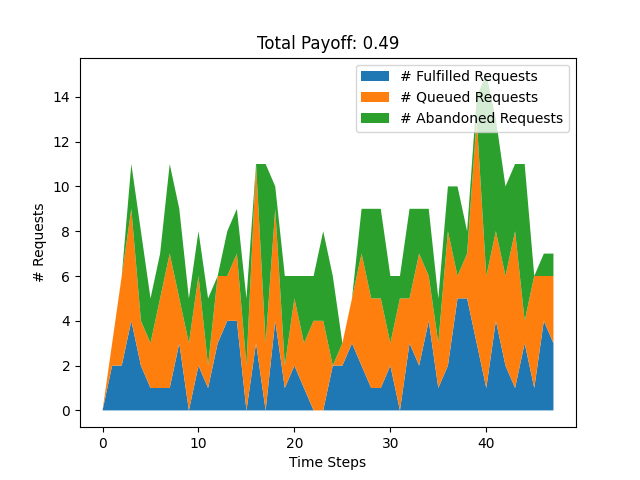 Total Payoff: 0.49
# Fulfilled Requests
# Queued Requests
# Abandoned Requests
14
12
10
8
6
4
2
0
# Requests
0 10 20 30 40
Time Steps